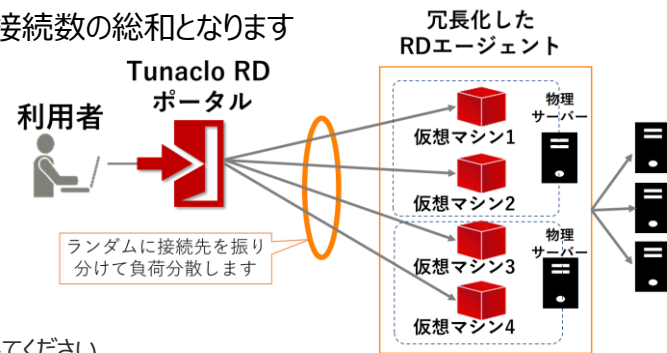 接続数の総和となります
冗長化した
RDエージェント
Tunaclo RD
ポータル
利用者
物理
サーバー
仮想マシン1
仮想マシン2
ランダムに接続先を振り
分けて負荷分散します
物理
サーバー
仮想マシン3
仮想マシン4
てください